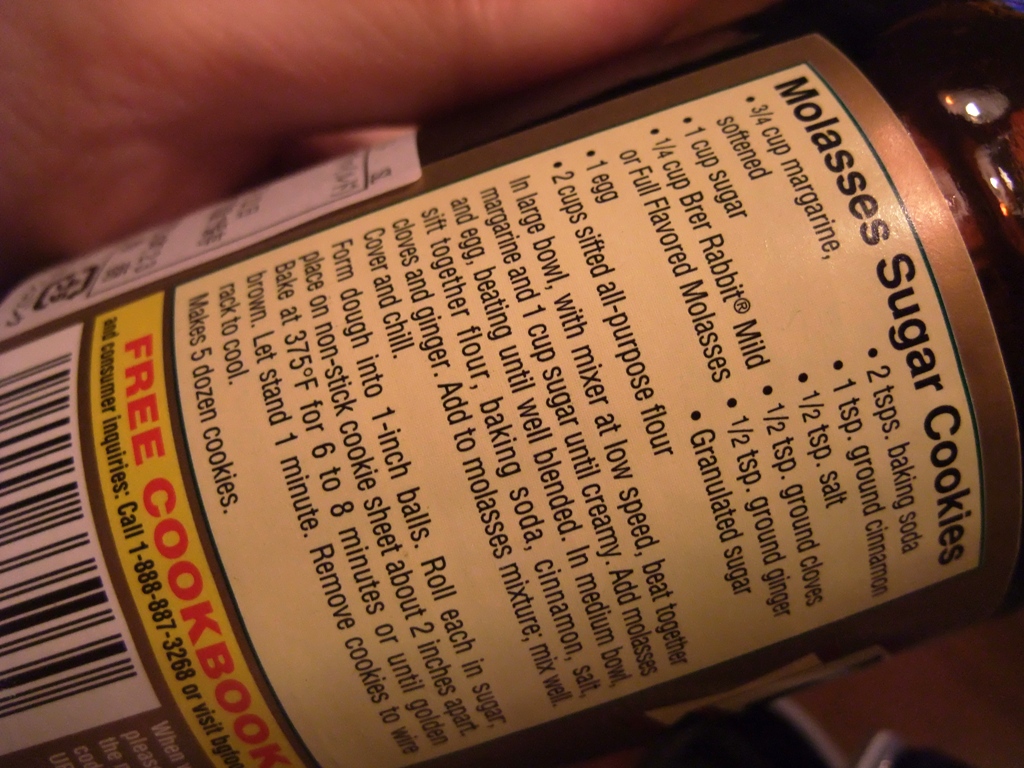 Molasses Sugar Cookies
• 3/4 cup margarine,
softened
• 1 cup sugar
• 1/4 cup Brer Rabbit® Mild
or Full Flavored Molasses
• 1 egg
• 2 cups sifted all-purpose flour
• 2 tsps. baking soda
• 1 tsp. ground cinnamon
• 1/2 tsp. salt
• 1/2 tsp. ground cloves
• 1/2 tsp. ground ginger
• Granulated sugar
In large bowl, with mixer at low speed, beat together
margarine and 1 cup sugar until creamy. Add molasses
and egg, beating until well blended. In medium bowl,
sift together flour, baking soda, cinnamon, salt,
cloves and ginger. Add to molasses mixture; mix well.
Cover and chill.
Form dough into 1-inch balls. Roll each in sugar,
place on non-stick cookie sheet about 2 inches apart.
Bake at 375°F for 6 to 8 minutes or until golden
brown. Let stand 1 minute. Remove cookies to wire
rack to cool.
Makes 5 dozen cookies.
FREE COOKBOOK
and consumer inquiries: Call 1-888-887-3268 or visit bgfoo
When
pleas
the
cod
UP